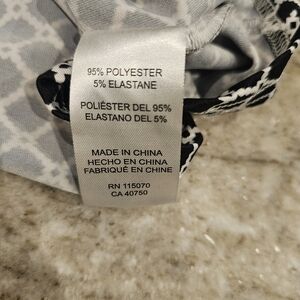 95% POLYESTER
5% ELASTANE
POLIÉSTER DEL 95%
ELASTANO DEL 5%
MADE IN CHINA
HECHO EN CHINA
FABRIQUÉ EN CHINE
RN 115070
CA 40750